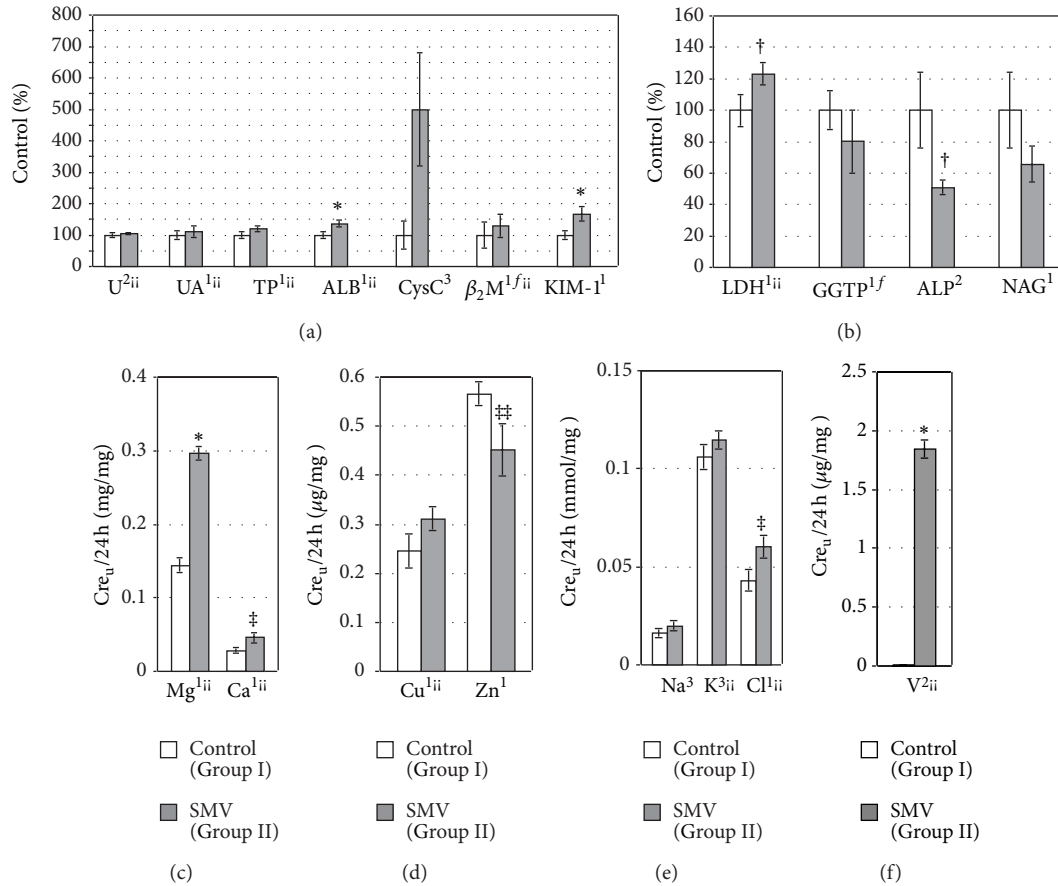 Control (%)
800
700
600
500
400
300
200
100
0
*
*
U²ⁱⁱ UA¹ⁱⁱ TP¹ⁱⁱ ALB¹ⁱⁱ CysC³ β₂M¹ᶠⁱⁱ KIM-1¹
(a)
Control (%)
160
140
120
100
80
60
40
20
0
†
†
LDH¹ⁱⁱ GGTP¹ᶠ ALP² NAG¹
(b)
Creᵤ/24 h (mg/mg)
0.4
0.3
0.2
0.1
0
*
‡
Mg¹ⁱⁱ Ca¹ⁱⁱ
Control
(Group I)
SMV
(Group II)
(c)
Creᵤ/24 h (μg/mg)
0.6
0.5
0.4
0.3
0.2
0.1
0
‡‡
Cu¹ⁱⁱ Zn¹
Control
(Group I)
SMV
(Group II)
(d)
Creᵤ/24 h (mmol/mg)
0.15
0.1
0.05
0
‡
Na³ K³ⁱⁱ Cl¹ⁱⁱ
Control
(Group I)
SMV
(Group II)
(e)
Creᵤ/24 h (μg/mg)
2.5
2
1.5
1
0.5
0
*
V²ⁱⁱ
Control
(Group I)
SMV
(Group II)
(f)